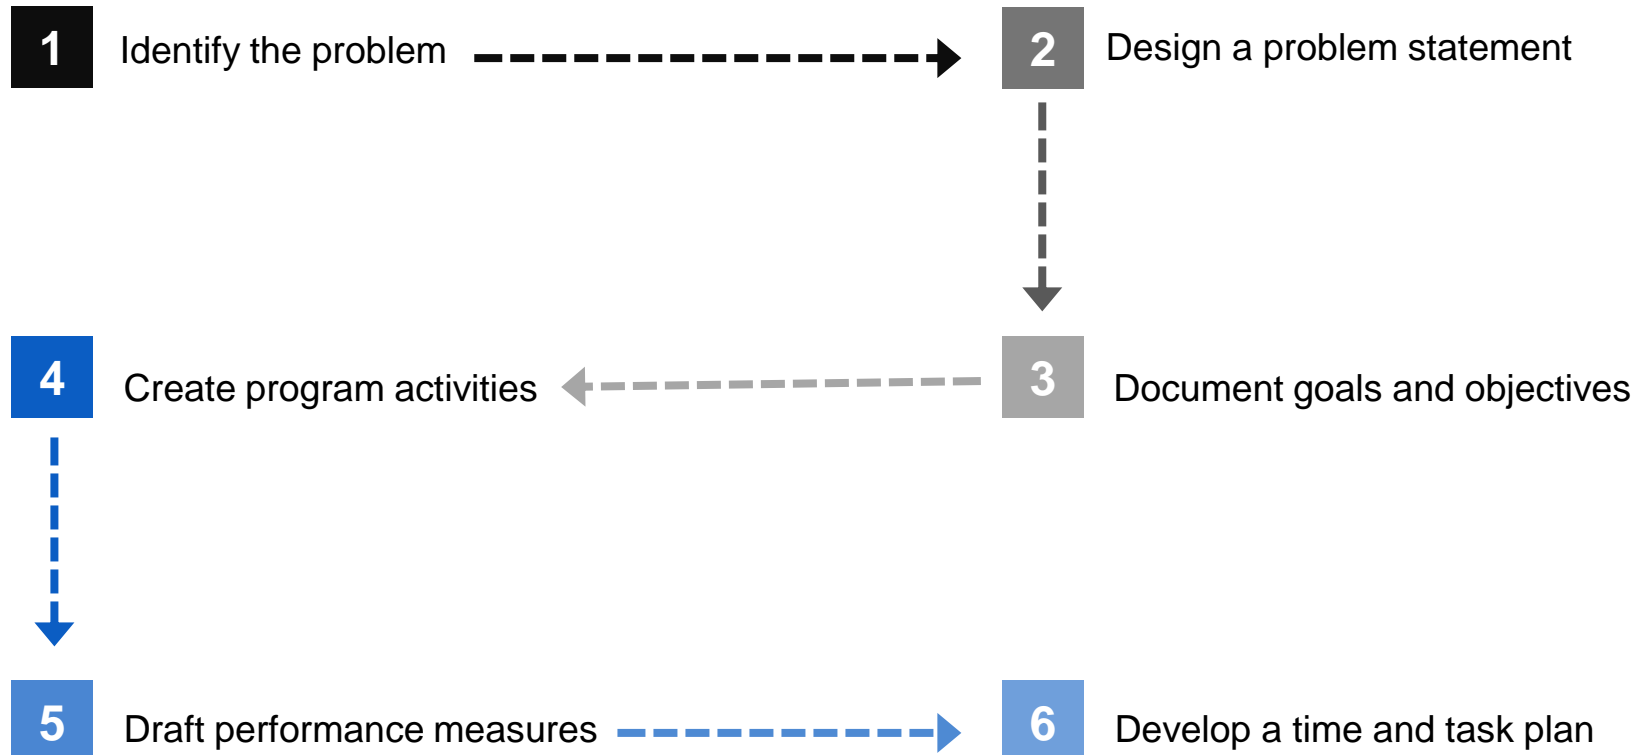 1 Identify the problem
2 Design a problem statement
3 Document goals and objectives
4 Create program activities
5 Draft performance measures
6 Develop a time and task plan